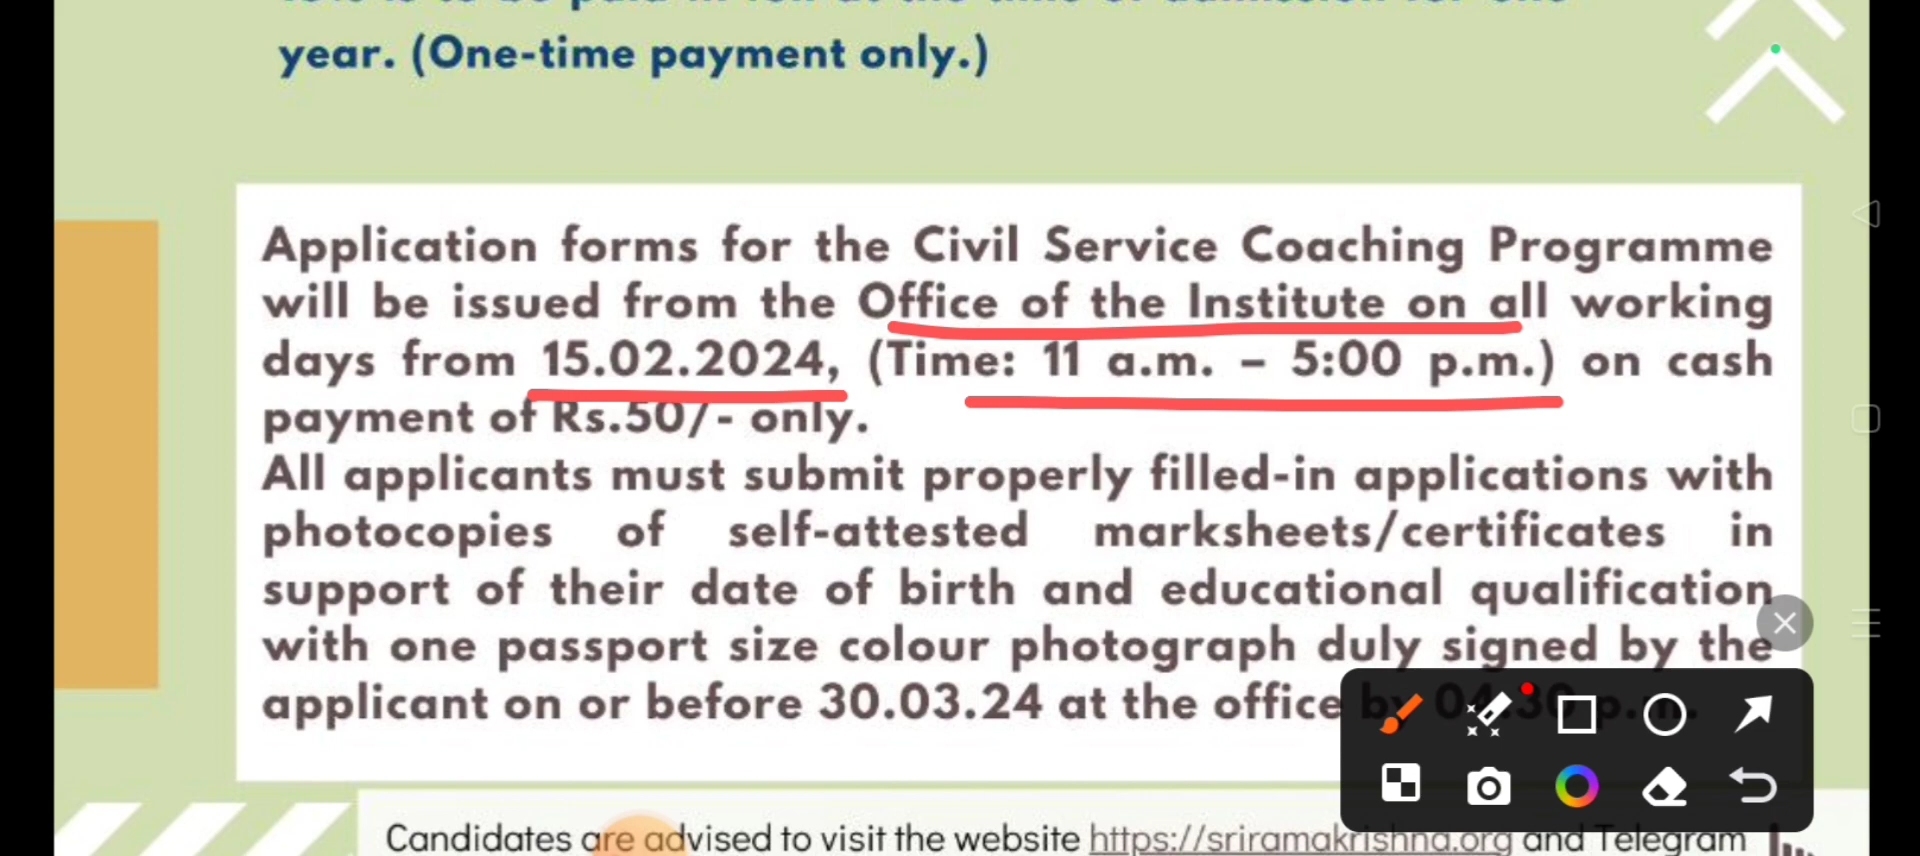 year. (One-time payment only.)
Application forms for the Civil Service Coaching Programme
will be issued from the Office of the Institute on all working
days from 15.02.2024, (Time: 11 a.m. – 5:00 p.m.) on cash
payment of Rs.50/- only.
All applicants must submit properly filled-in applications with
photocopies of self-attested marksheets/certificates in
support of their date of birth and educational qualification
with one passport size colour photograph duly signed by the
applicant on or before 30.03.24 at the office by 04:30 p.m.
Candidates are advised to visit the website https://sriramakrishna.org and Telegram